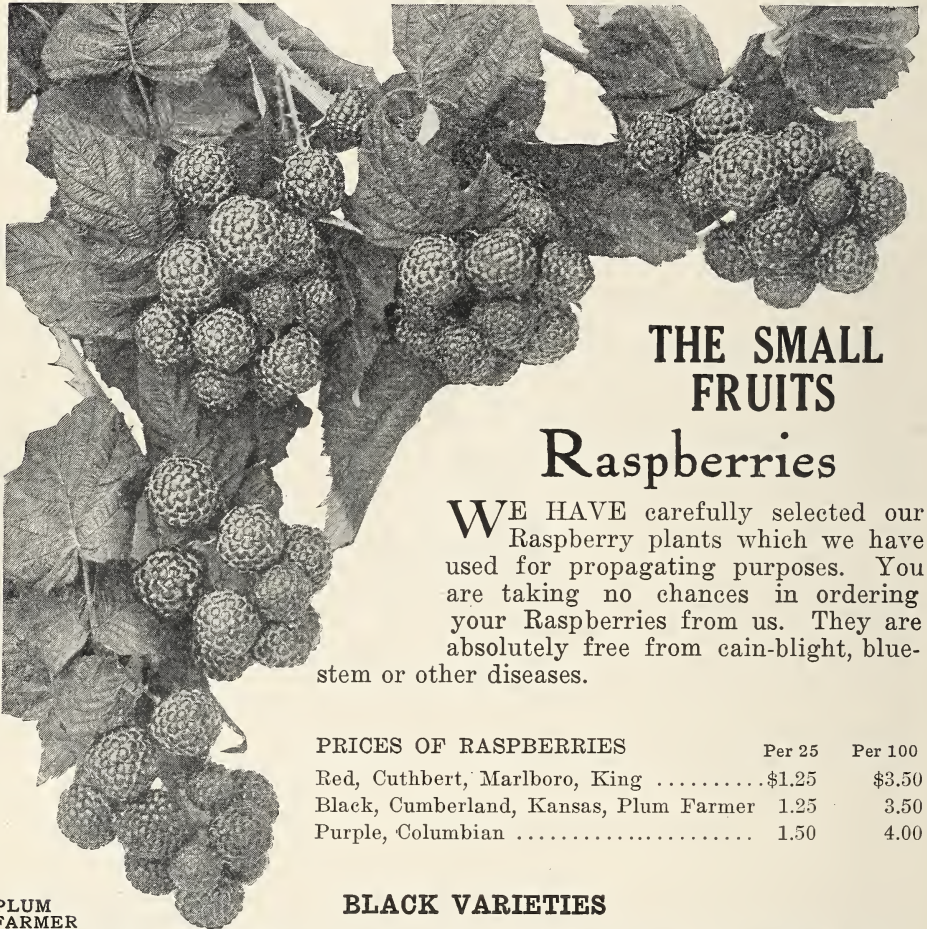 THE SMALL
FRUITS
Raspberries
WE HAVE carefully selected our
Raspberry plants which we have
used for propagating purposes. You
are taking no chances in ordering
your Raspberries from us. They are
absolutely free from cain-blight, blue-
stem or other diseases.
PRICES OF RASPBERRIES Per 25 Per 100
Red, Cuthbert, Marlboro, King .......... $1.25 $3.50
Black, Cumberland, Kansas, Plum Farmer 1.25 3.50
Purple, Columbian ........................ 1.50 4.00
PLUM
FARMER
BLACK VARIETIES